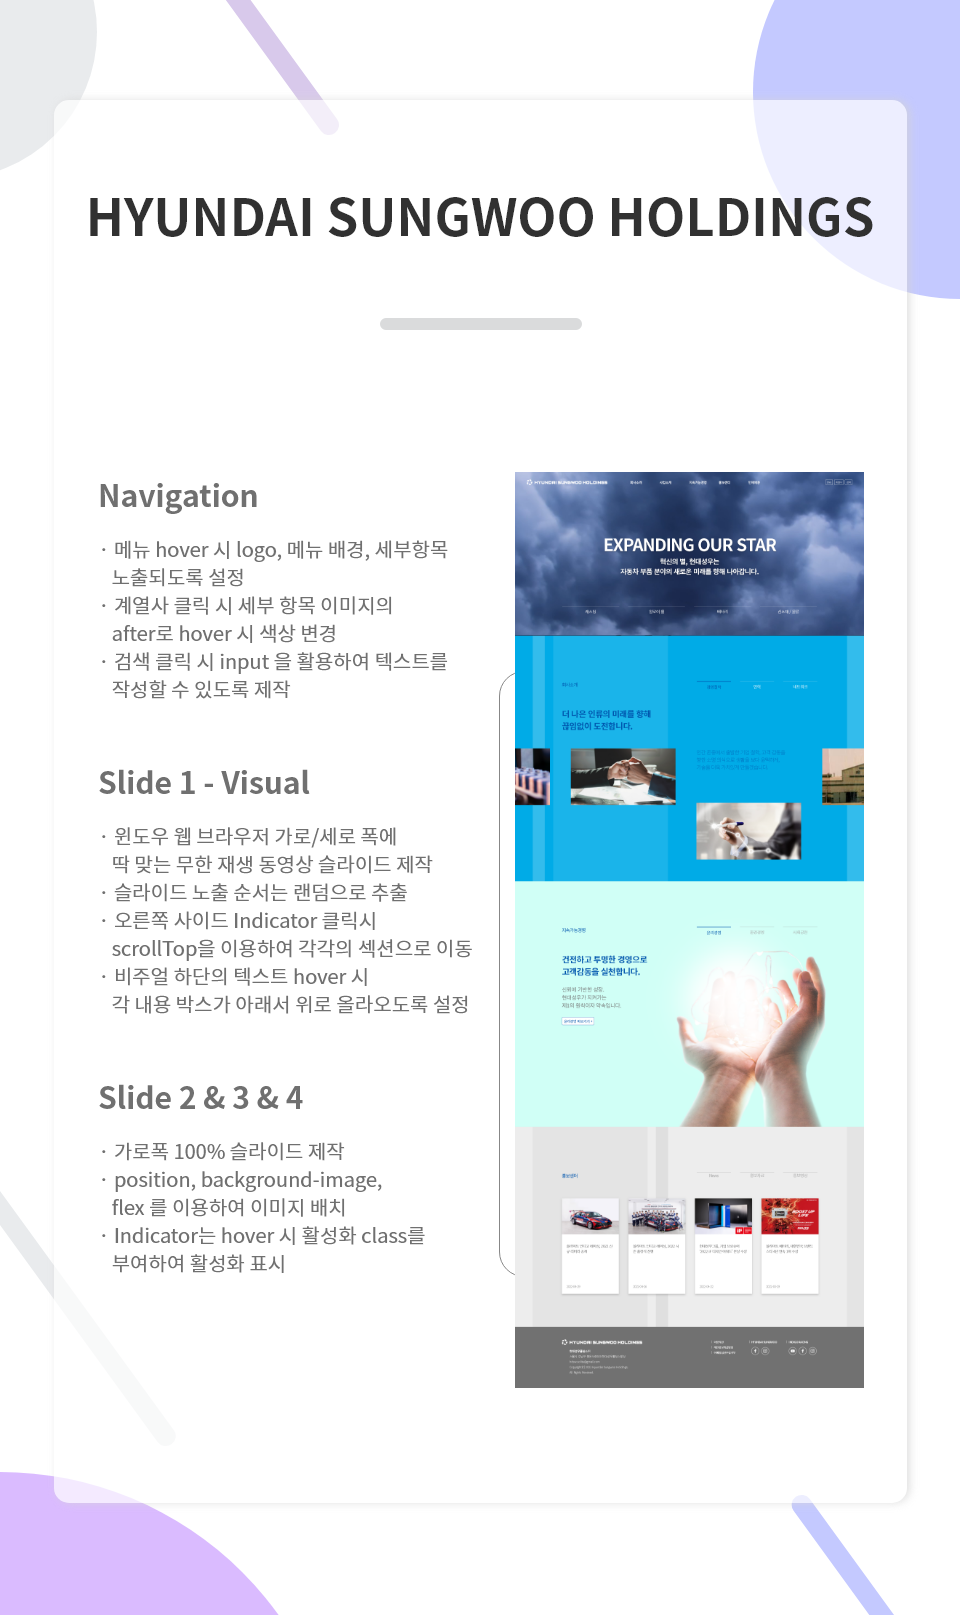 HYUNDAI SUNGWOO HOLDINGS
Navigation
· 메뉴 hover 시 logo, 메뉴 배경, 세부항목
노출되도록 설정
· 계열사 클릭 시 세부 항목 이미지의
after로 hover 시 색상 변경
· 검색 클릭 시 input 을 활용하여 텍스트를
작성할 수 있도록 제작
Slide 1 - Visual
· 윈도우 웹 브라우저 가로/세로 폭에
딱 맞는 무한 재생 동영상 슬라이드 제작
· 슬라이드 노출 순서는 랜덤으로 추출
· 오른쪽 사이드 Indicator 클릭시
scrollTop을 이용하여 각각의 섹션으로 이동
· 비주얼 하단의 텍스트 hover 시
각 내용 박스가 아래서 위로 올라오도록 설정
Slide 2 & 3 & 4
· 가로폭 100% 슬라이드 제작
· position, background-image,
flex 를 이용하여 이미지 배치
· Indicator는 hover 시 활성화 class를
부여하여 활성화 표시
HYUNDAI SUNGWOO HOLDINGS
EXPANDING OUR STAR
혁신의 별, 현대성우는
자동차 부품 분야의 새로운 미래를 향해 나아갑니다.
더 나은 인류의 미래를 향해
끊임없이 도전합니다.
지속가능경영
건전하고 투명한 경영으로
고객감동을 실천합니다.
홍보센터
HYUNDAI SUNGWOO HOLDINGS